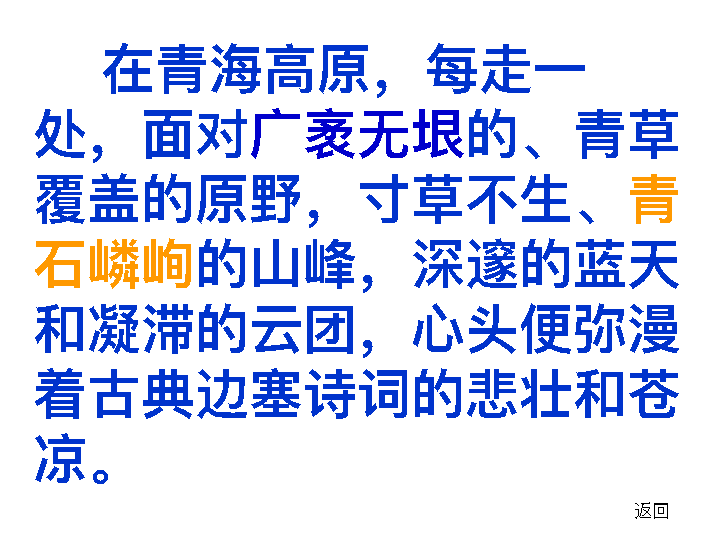 在青海高原，每走一
处，面对广袤无垠的、青草
覆盖的原野，寸草不生、青
石嶙峋的山峰，深邃的蓝天
和凝滞的云团，心头便弥漫
着古典边塞诗词的悲壮和苍
凉。
返回